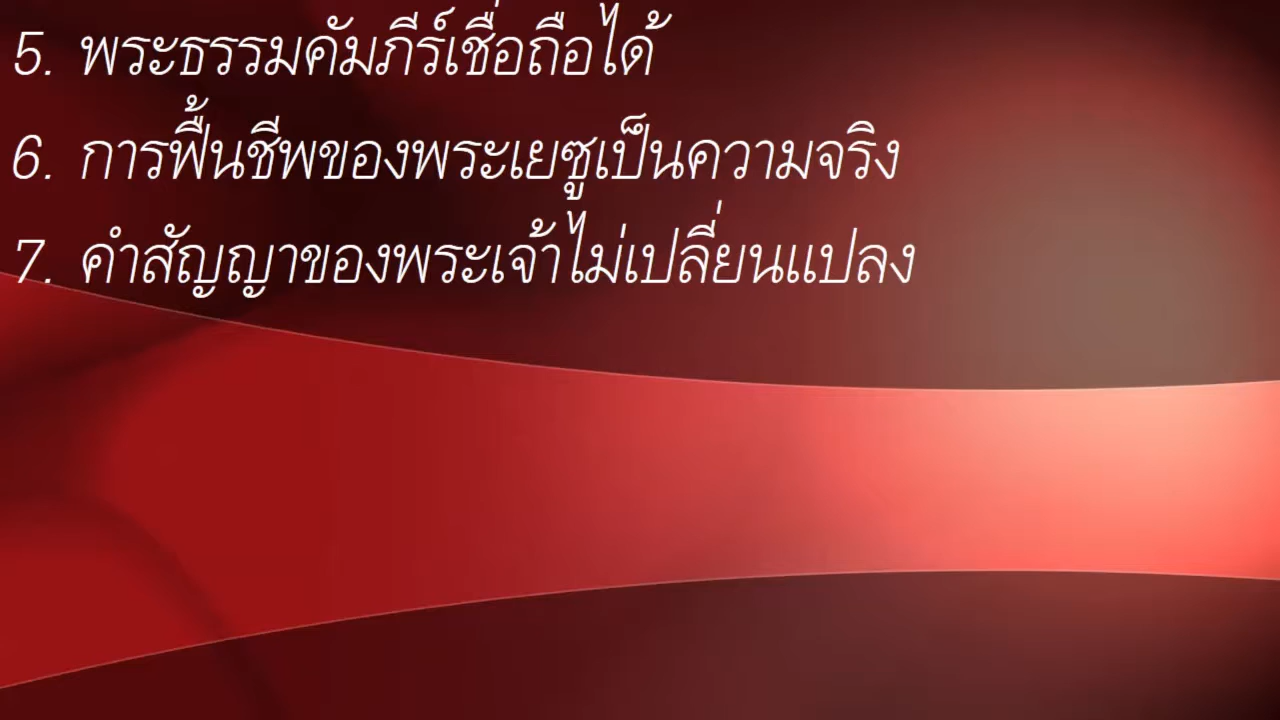 5. พระธรรมคัมภีร์เชื่อถือได้
6. การฟื้นชีพของพระเยซูเป็นความจริง
7. คำสัญญาของพระเจ้าไม่เปลี่ยนแปลง